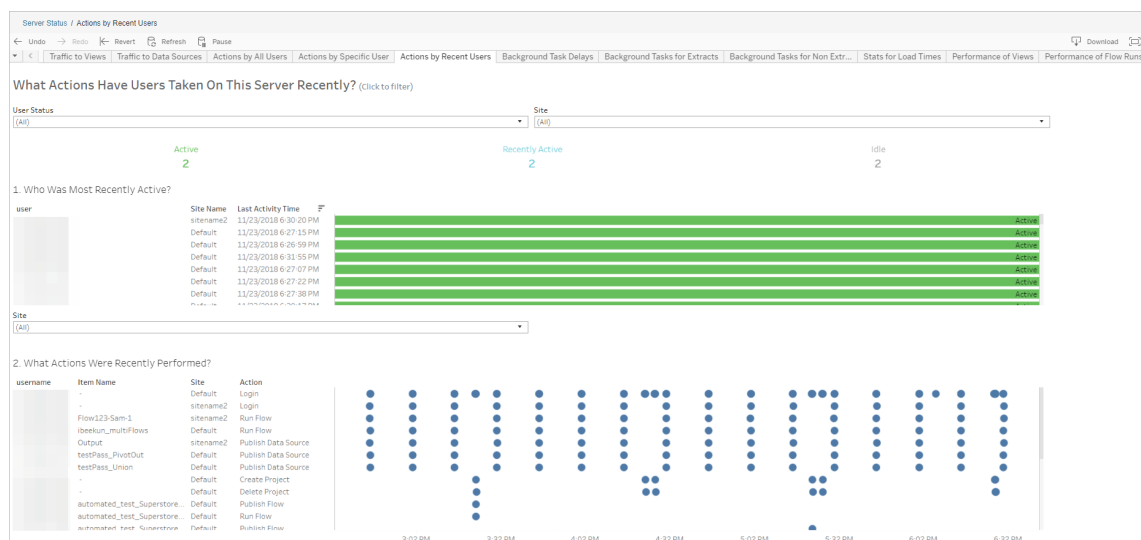 Server Status / Actions by Recent Users
← Undo → Redo Revert Refresh Pause Download
Traffic to Views Traffic to Data Sources Actions by All Users Actions by Specific User Actions by Recent Users Background Task Delays Background Tasks for Extracts Background Tasks for Non Extr... Stats for Load Times Performance of Views Performance of Flow Runs
What Actions Have Users Taken On This Server Recently? (Click to filter)
User Status Site
(All) (All)
Active Recently Active Idle
2 2 2
1. Who Was Most Recently Active?
user Site Name Last Activity Time
sitename2 11/23/2018 6:30:20 PM Active
Default 11/23/2018 6:27:15 PM Active
Default 11/23/2018 6:26:59 PM Active
Default 11/23/2018 6:31:55 PM Active
Default 11/23/2018 6:27:07 PM Active
Default 11/23/2018 6:27:22 PM Active
Default 11/23/2018 6:27:38 PM Active
Site
(All)
2. What Actions Were Recently Performed?
username Item Name Site Action
- Default Login
- sitename2 Login
Flow123-Sam-1 sitename2 Run Flow
ibeekun_multiFlows Default Run Flow
Output sitename2 Publish Data Source
testPass_PivotOut Default Publish Data Source
testPass_Union Default Publish Data Source
- Default Create Project
- Default Delete Project
automated_test_Superstore... Default Publish Flow
automated_test_Superstore... Default Run Flow
automated_test_Superstore... Default Publish Flow
3:02 PM 3:32 PM 4:02 PM 4:32 PM 5:02 PM 5:32 PM 6:02 PM 6:32 PM